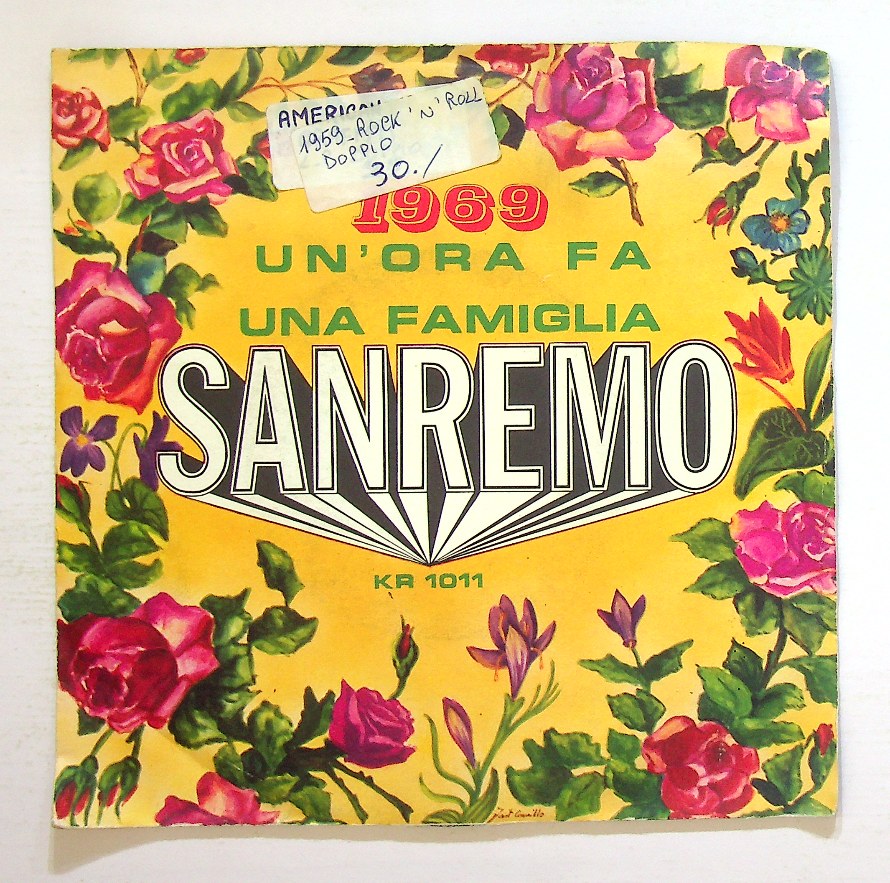 AMERICAN
1959_ROCK 'N' ROLL
DOPPIO
30./
1969
UN'ORA FA
UNA FAMIGLIA
SANREMO
KR 1011